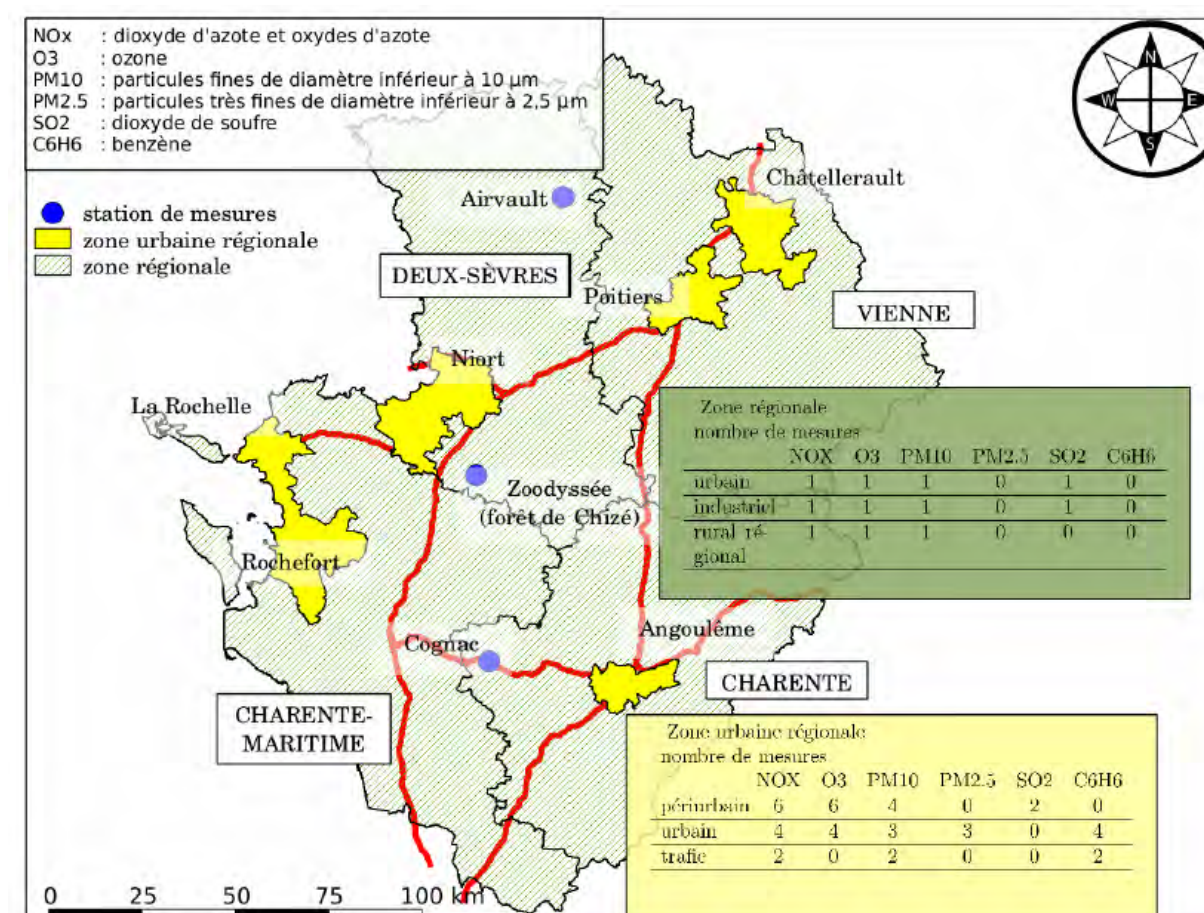 NOx : dioxyde d'azote et oxydes d'azote
O3 : ozone
PM10 : particules fines de diamètre inférieur à 10 µm
PM2.5 : particules très fines de diamètre inférieur à 2,5 µm
SO2 : dioxyde de soufre
C6H6 : benzène
N
W E
S
station de mesures
zone urbaine régionale
zone régionale
Châtellerault
Airvault
DEUX-SÈVRES
Poitiers
VIENNE
Niort
La Rochelle
Zoodyssée
(forêt de Chizé)
Rochefort
Zone régionale
nombre de mesures
NOX O3 PM10 PM2.5 SO2 C6H6
urbain 1 1 1 0 1 0
industriel 1 1 1 0 1 0
rural ré- 1 1 1 0 0 0
gional
Angoulême
Cognac
CHARENTE
CHARENTE-
MARITIME
Zone urbaine régionale
nombre de mesures
NOX O3 PM10 PM2.5 SO2 C6H6
périurbain 6 6 4 0 2 0
urbain 4 4 3 3 0 4
trafic 2 0 2 0 0 2
0 25 50 75 100 km